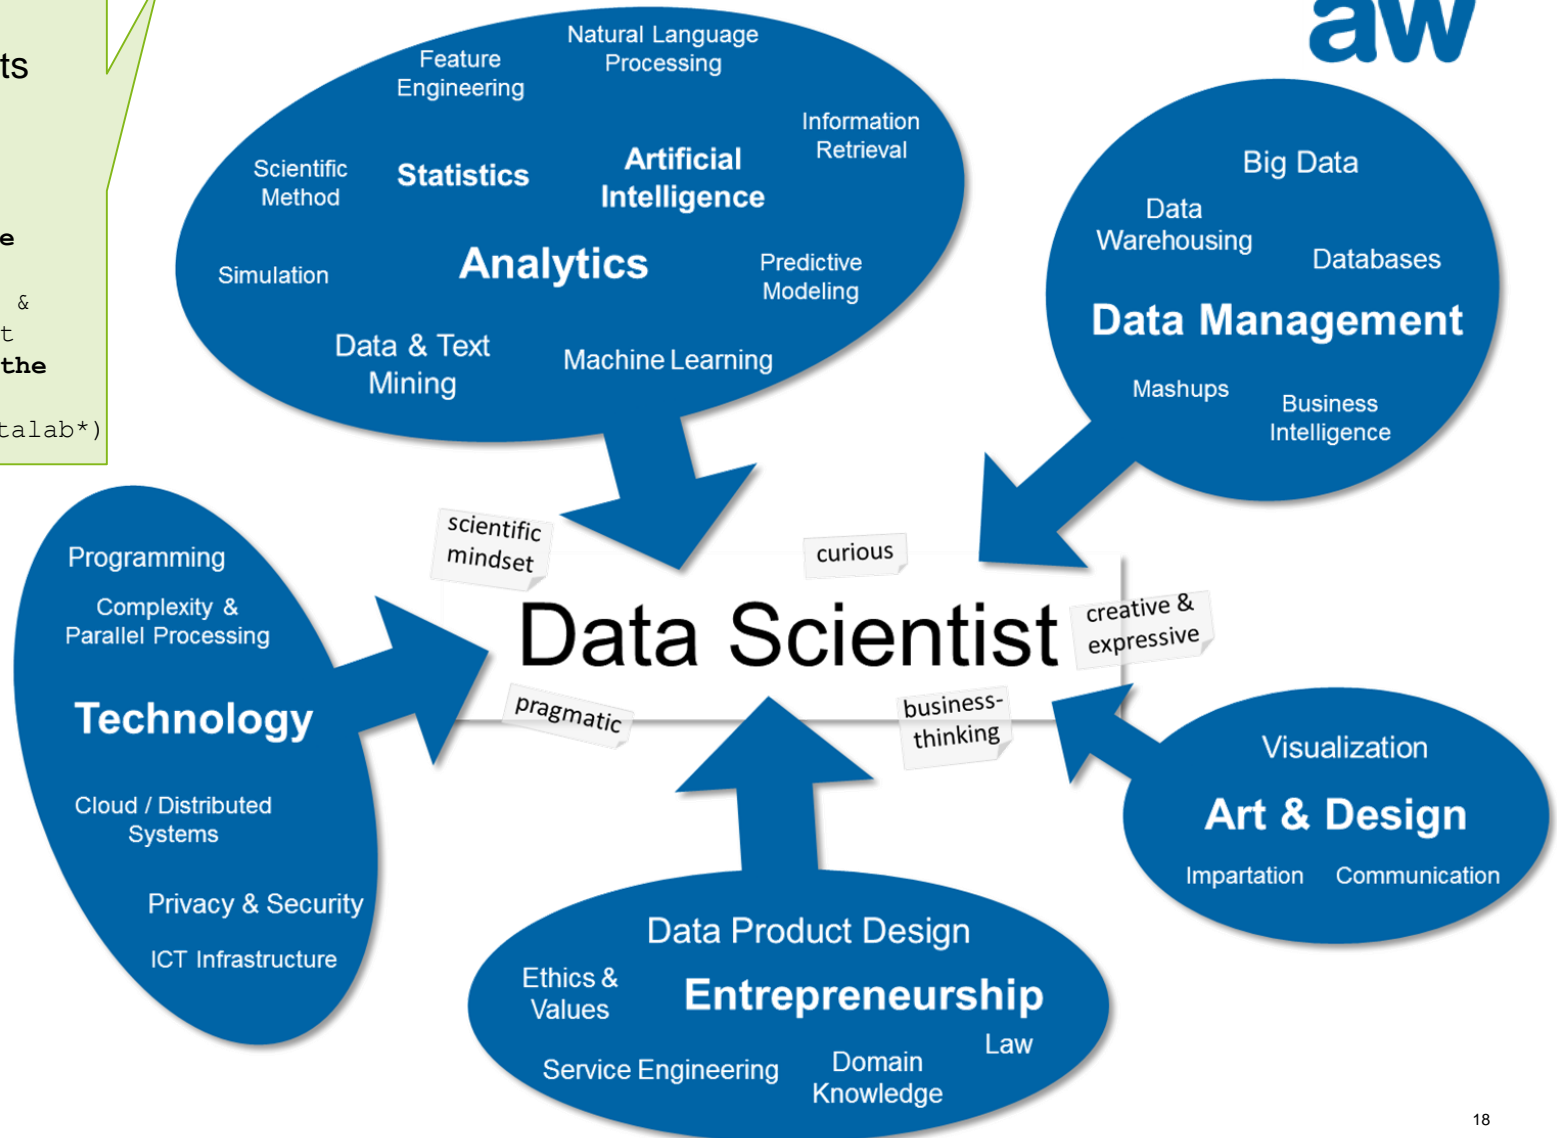 ts
e
&
t
the
talab*)
aw
Natural Language
Processing
Feature
Engineering
Information
Retrieval
Scientific
Method
Statistics
Artificial
Intelligence
Simulation
Analytics
Predictive
Modeling
Data & Text
Mining
Machine Learning
Big Data
Data
Warehousing
Databases
Data Management
Mashups
Business
Intelligence
Programming
Complexity &
Parallel Processing
Technology
Cloud / Distributed
Systems
Privacy & Security
ICT Infrastructure
scientific
mindset
curious
Data Scientist
creative &
expressive
pragmatic
business-
thinking
Visualization
Art & Design
Impartation Communication
Data Product Design
Ethics &
Values
Entrepreneurship
Law
Service Engineering
Domain
Knowledge
18